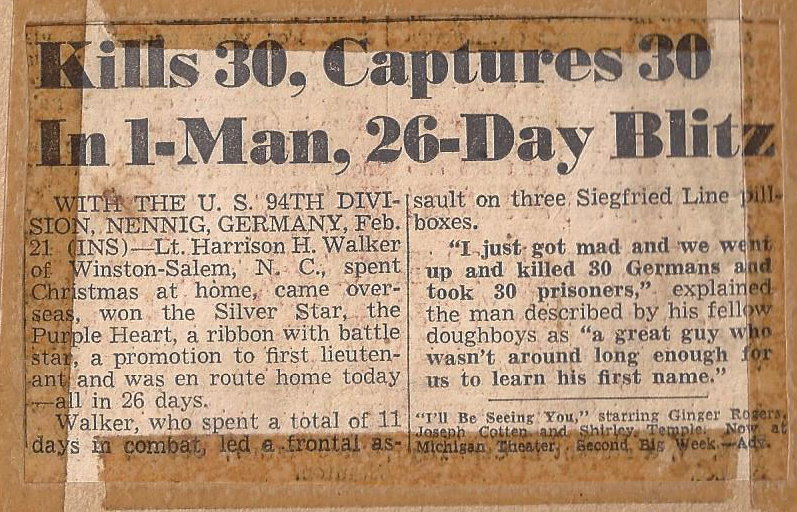 Kills 30, Captures 30
In 1-Man, 26-Day Blitz
WITH THE U. S. 94TH DIVI-
SION, NENNIG, GERMANY, Feb.
21 (INS)—Lt. Harrison H. Walker
of Winston-Salem, N. C., spent
Christmas at home, came over-
seas, won the Silver Star, the
Purple Heart, a ribbon with battle
star, a promotion to first lieuten-
ant and was en route home today
—all in 26 days.
Walker, who spent a total of 11
days in combat, led a frontal as-
sault on three Siegfried Line pill-
boxes.
"I just got mad and we went
up and killed 30 Germans and
took 30 prisoners," explained
the man described by his fellow
doughboys as "a great guy who
wasn't around long enough for
us to learn his first name."
"I'll Be Seeing You," starring Ginger Rogers,
Joseph Cotten and Shirley Temple. Now at
Michigan Theater. Second Big Week.—Adv.